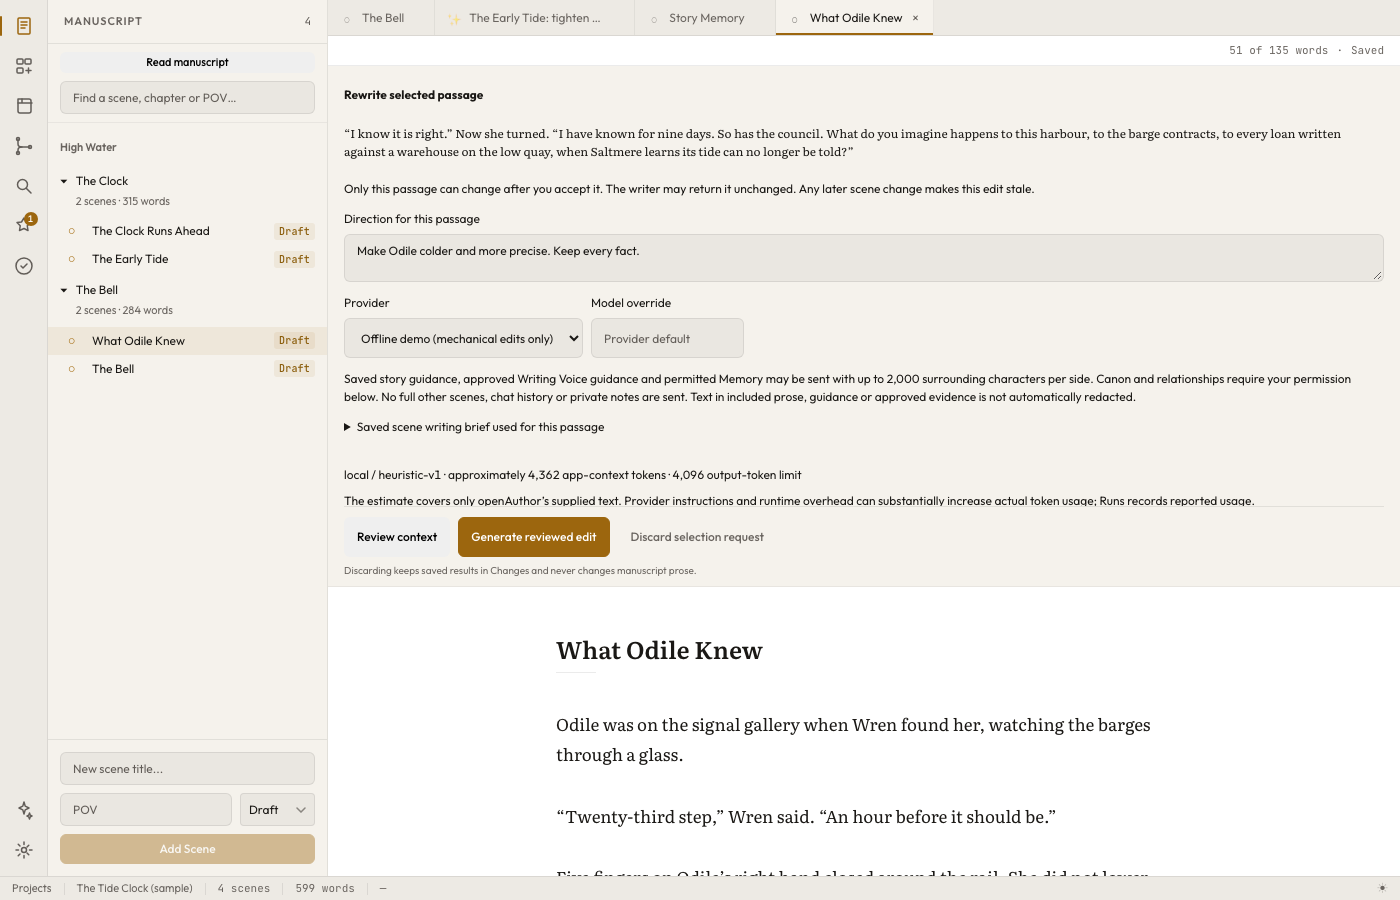 MANUSCRIPT 4
Read manuscript
Find a scene, chapter or POV...
High Water
The Clock
2 scenes · 315 words
The Clock Runs Ahead Draft
The Early Tide Draft
The Bell
2 scenes · 284 words
What Odile Knew Draft
The Bell Draft
New scene title...
POV Draft
Add Scene
1
The Bell
The Early Tide: tighten ...
Story Memory
What Odile Knew ×
51 of 135 words · Saved
Rewrite selected passage
“I know it is right.” Now she turned. “I have known for nine days. So has the council. What do you imagine happens to this harbour, to the barge contracts, to every loan written
against a warehouse on the low quay, when Saltmere learns its tide can no longer be told?”
Only this passage can change after you accept it. The writer may return it unchanged. Any later scene change makes this edit stale.
Direction for this passage
Make Odile colder and more precise. Keep every fact.
Provider Model override
Offline demo (mechanical edits only) Provider default
Saved story guidance, approved Writing Voice guidance and permitted Memory may be sent with up to 2,000 surrounding characters per side. Canon and relationships require your permission
below. No full other scenes, chat history or private notes are sent. Text in included prose, guidance or approved evidence is not automatically redacted.
Saved scene writing brief used for this passage
local / heuristic-v1 · approximately 4,362 app-context tokens · 4,096 output-token limit
The estimate covers only openAuthor’s supplied text. Provider instructions and runtime overhead can substantially increase actual token usage; Runs records reported usage.
Review context Generate reviewed edit Discard selection request
Discarding keeps saved results in Changes and never changes manuscript prose.
What Odile Knew
Odile was on the signal gallery when Wren found her, watching the barges
through a glass.
“Twenty-third step,” Wren said. “An hour before it should be.”
Five fingers on Odile’s right hand closed around the rail. She did not lower
Projects The Tide Clock (sample) 4 scenes 599 words —